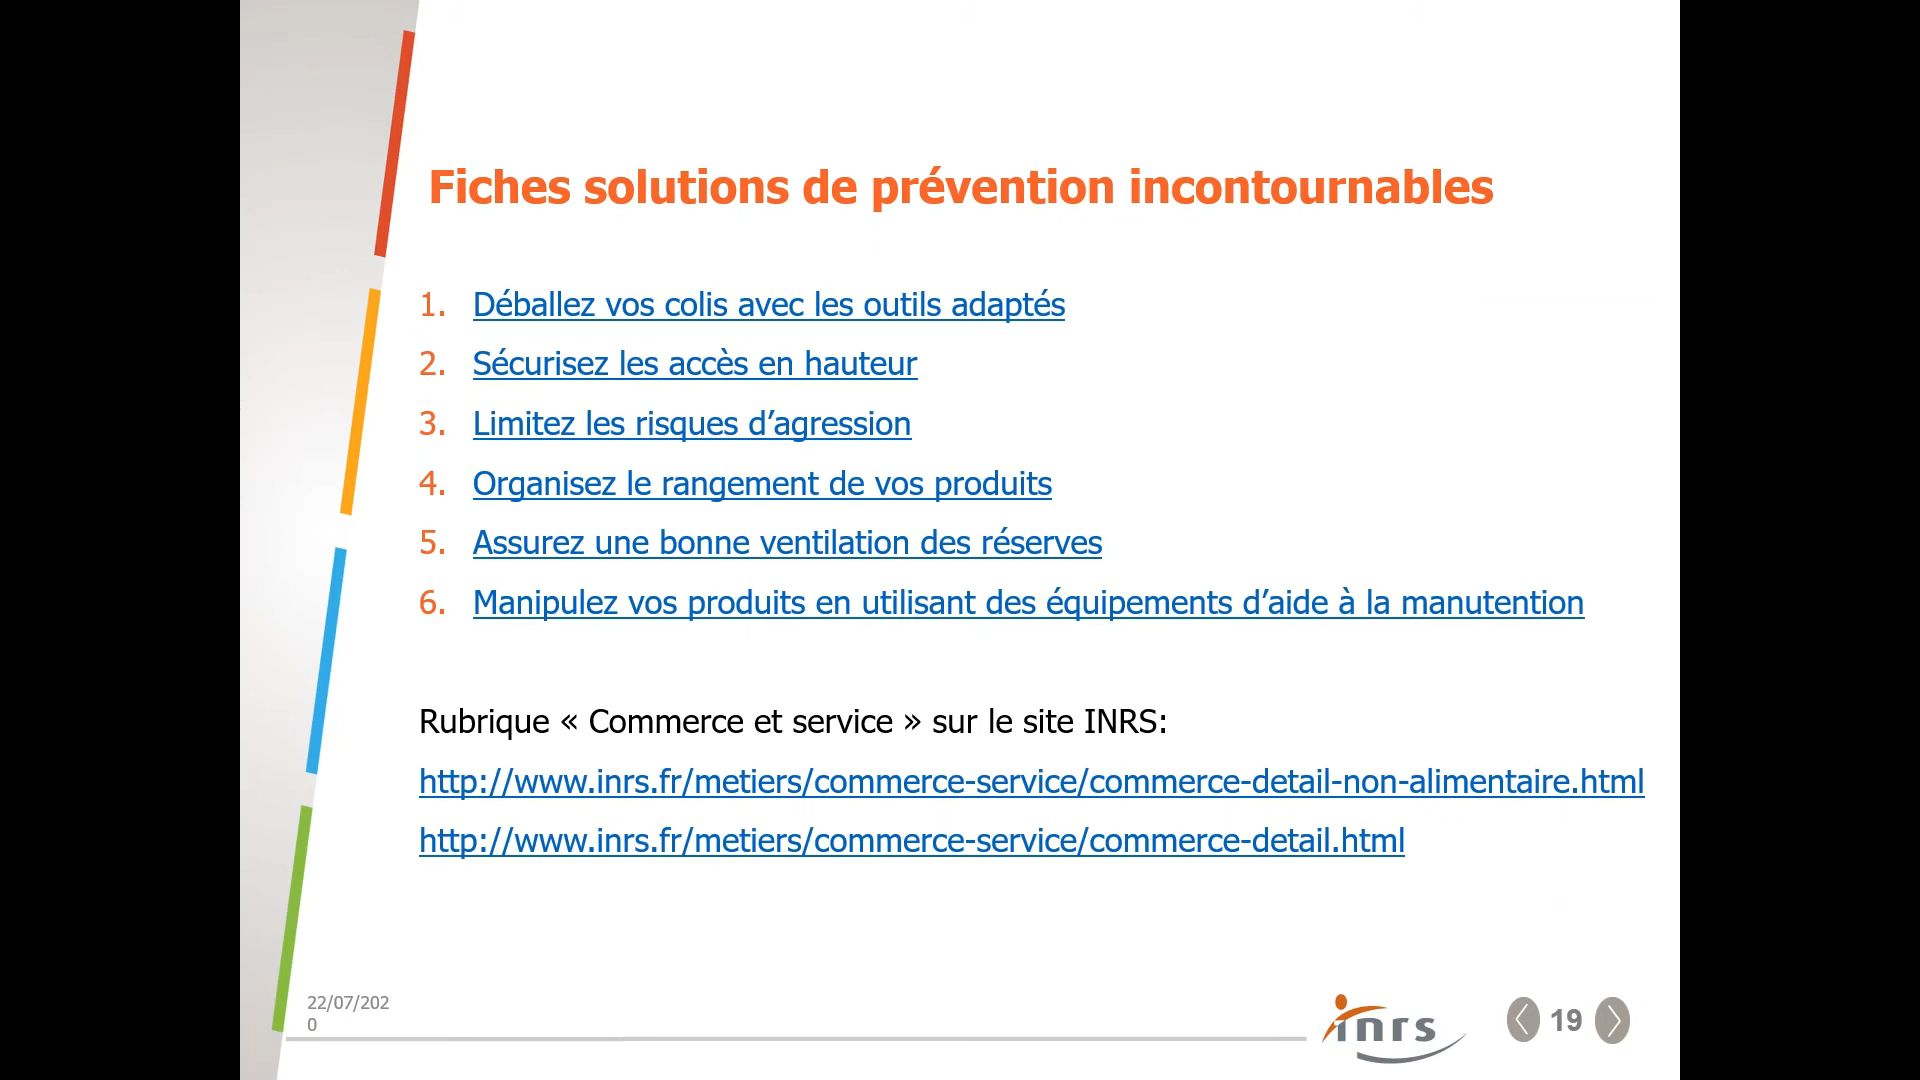 Fiches solutions de prévention incontournables
1. Déballez vos colis avec les outils adaptés
2. Sécurisez les accès en hauteur
3. Limitez les risques d’agression
4. Organisez le rangement de vos produits
5. Assurez une bonne ventilation des réserves
6. Manipulez vos produits en utilisant des équipements d’aide à la manutention
Rubrique « Commerce et service » sur le site INRS:
http://www.inrs.fr/metiers/commerce-service/commerce-detail-non-alimentaire.html
http://www.inrs.fr/metiers/commerce-service/commerce-detail.html
22/07/202
0
inrs
19